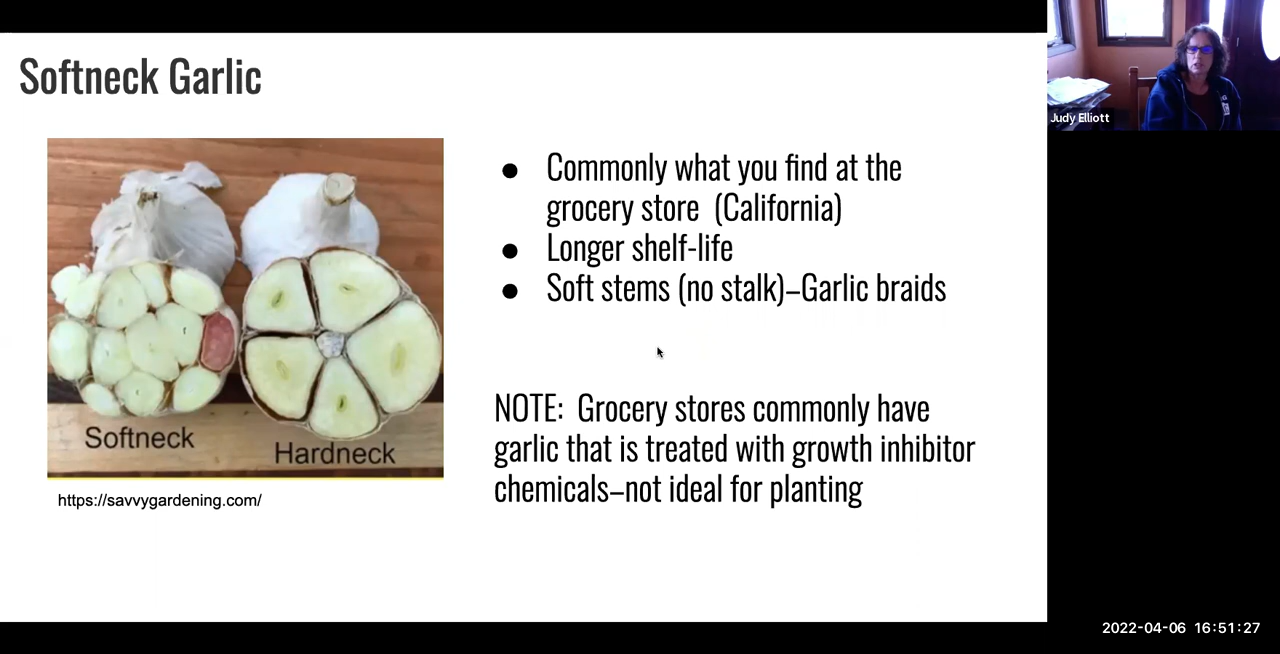 Softneck Garlic
● Commonly what you find at the
grocery store (California)
● Longer shelf-life
● Soft stems (no stalk)–Garlic braids
NOTE: Grocery stores commonly have
garlic that is treated with growth inhibitor
chemicals–not ideal for planting
Softneck
Hardneck
https://savvygardening.com/
Judy Elliott
2022-04-06 16:51:27